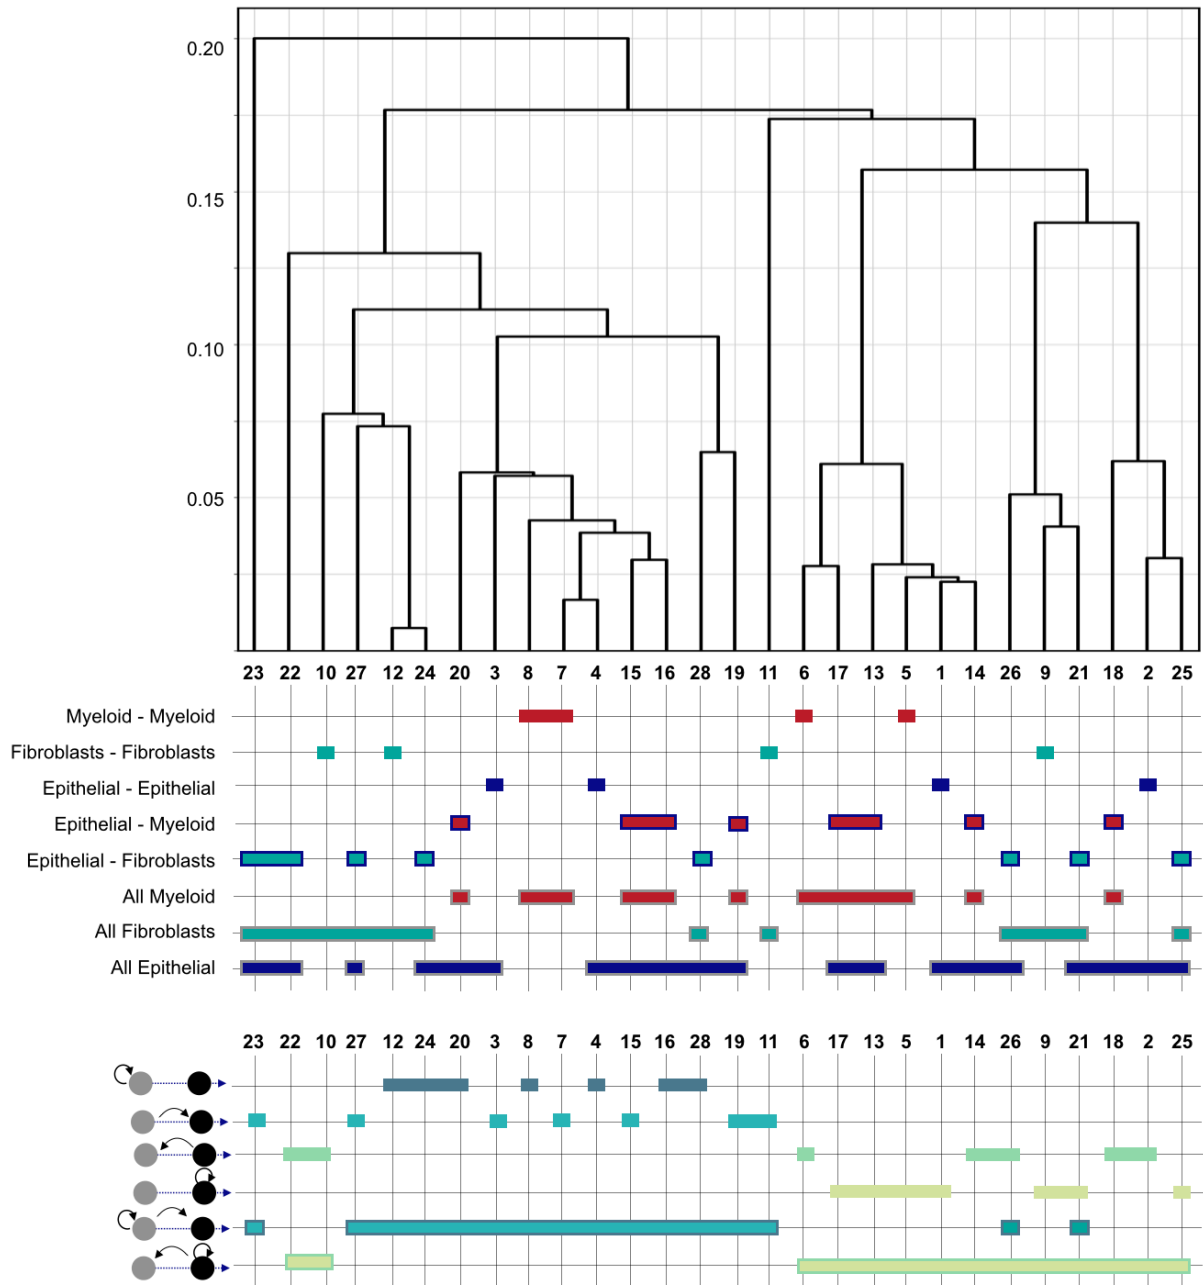 0.20
0.15
0.10
0.05
23 22 10 27 12 24 20 3 8 7 4 15 16 28 19 11 6 17 13 5 1 14 26 9 21 18 2 25
Myeloid - Myeloid
Fibroblasts - Fibroblasts
Epithelial - Epithelial
Epithelial - Myeloid
Epithelial - Fibroblasts
All Myeloid
All Fibroblasts
All Epithelial
23 22 10 27 12 24 20 3 8 7 4 15 16 28 19 11 6 17 13 5 1 14 26 9 21 18 2 25